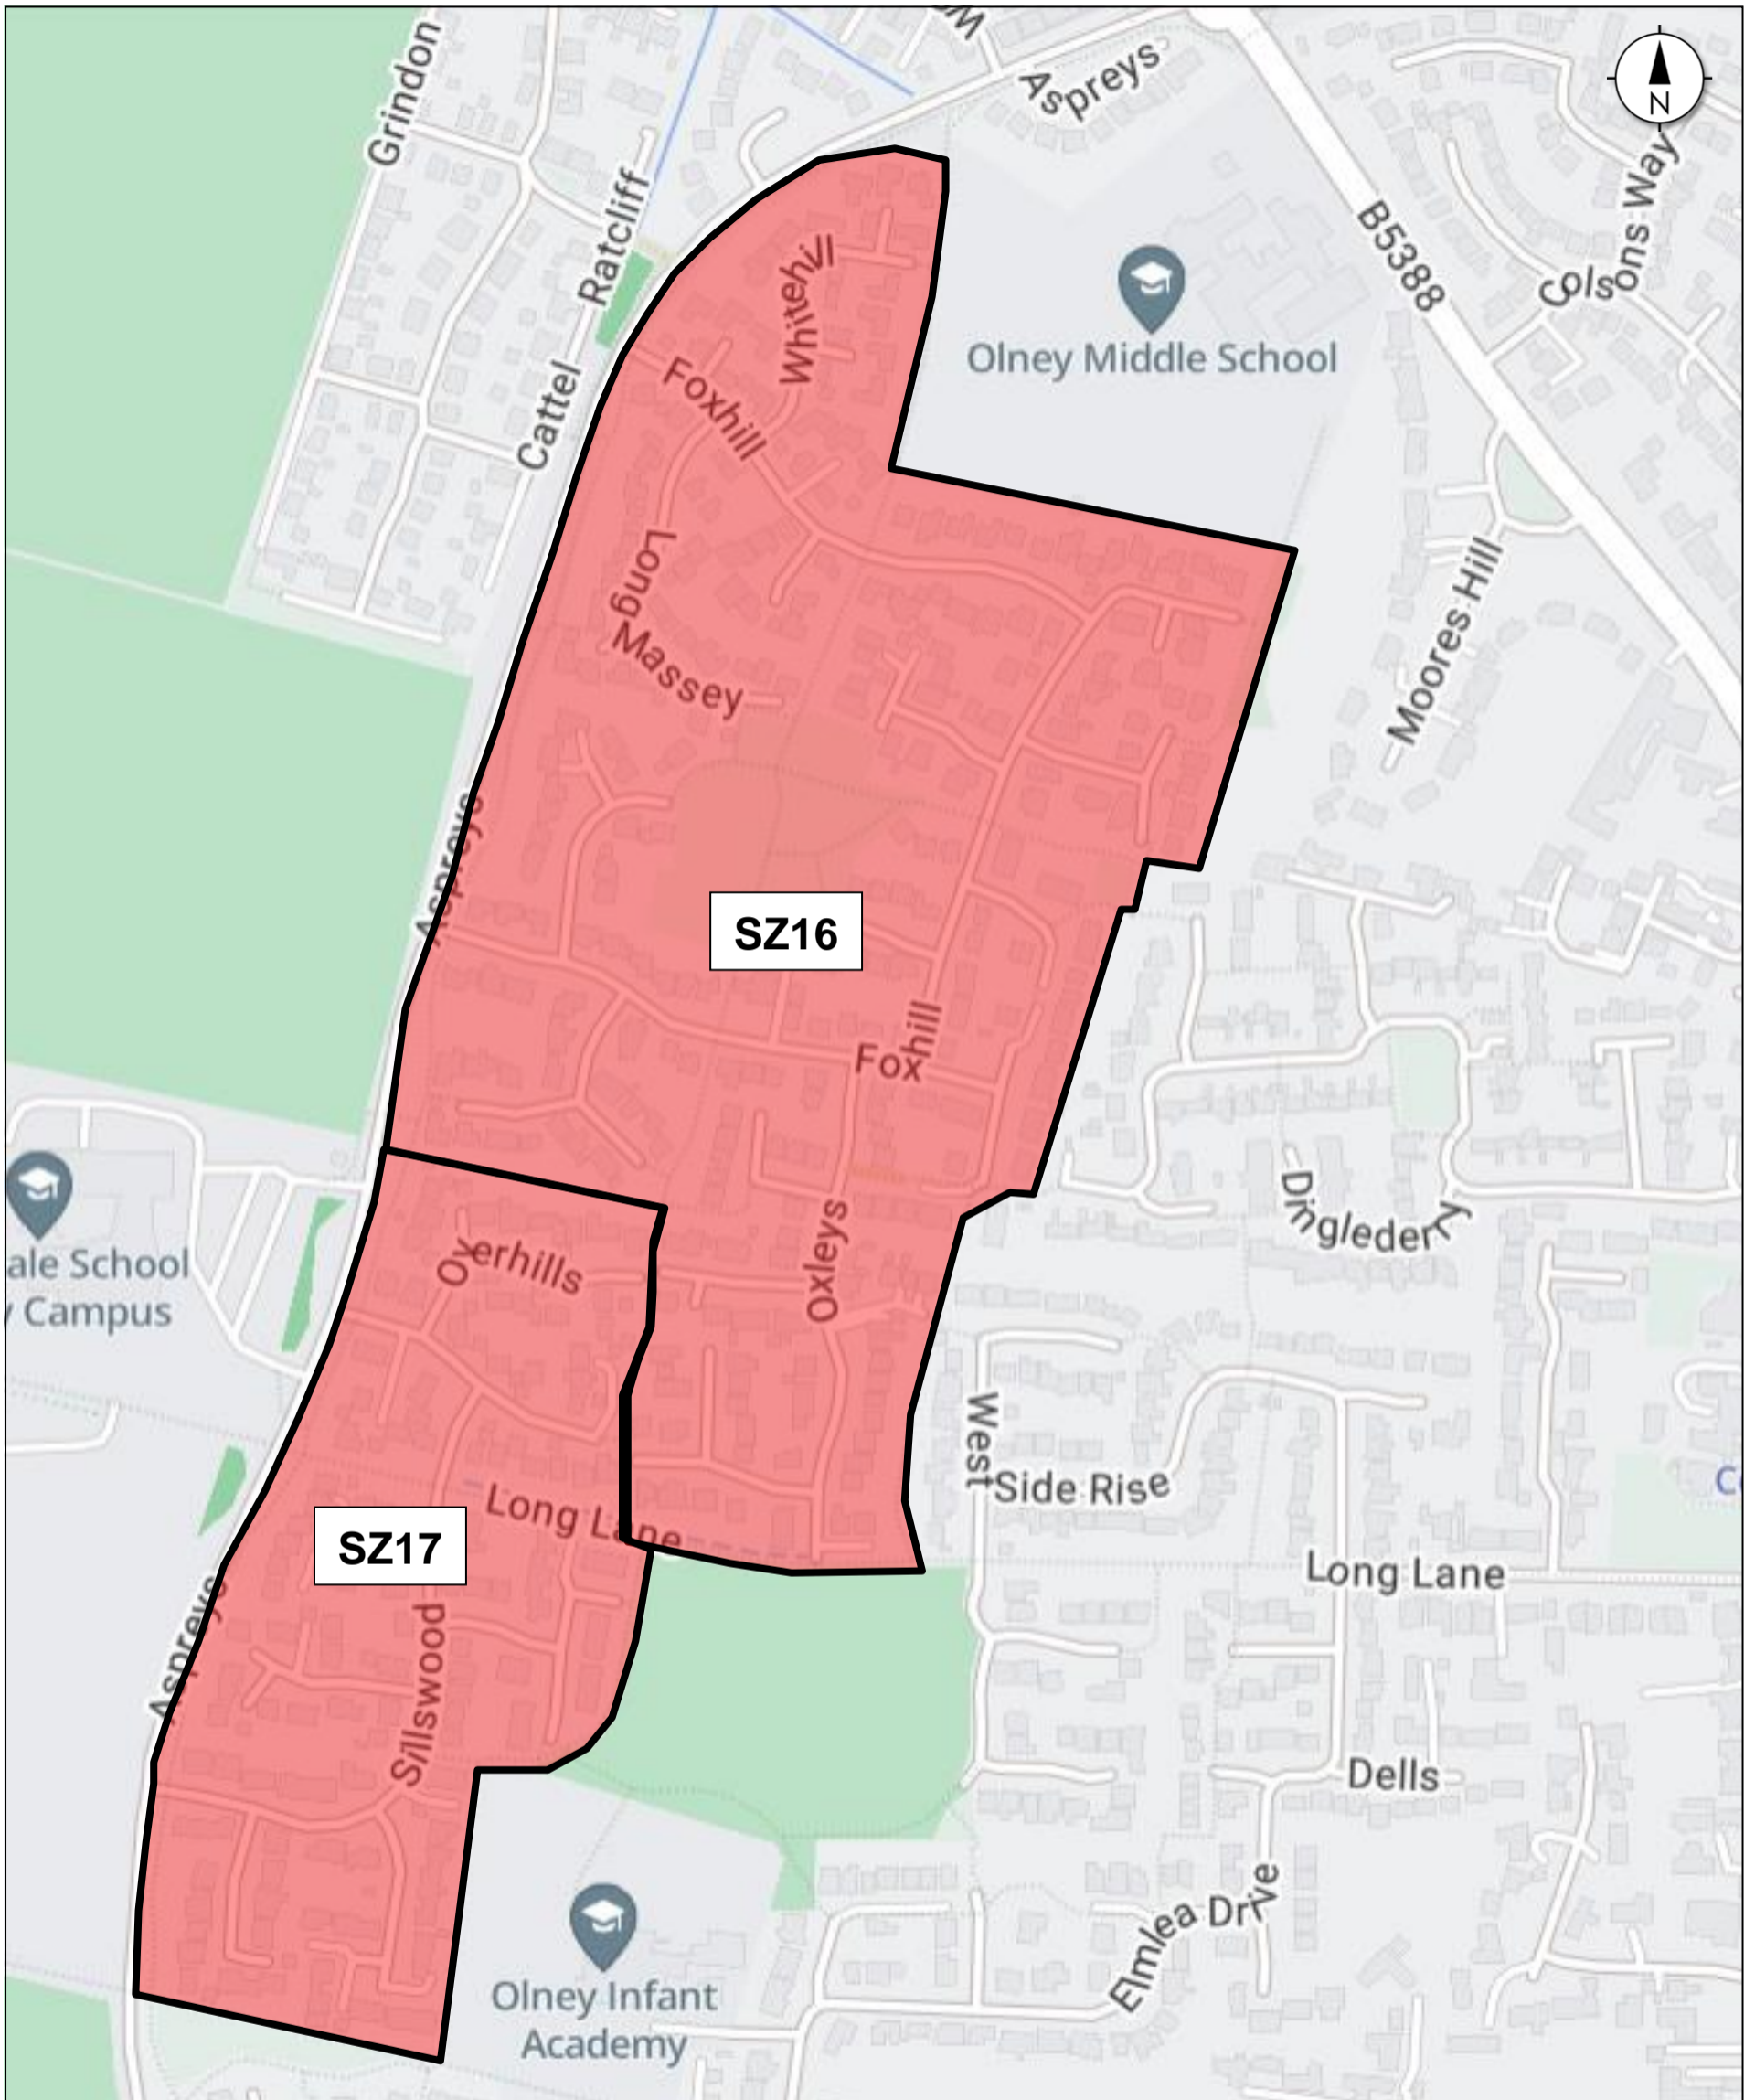 Grindon
Aspreys
N
Ratcliff
Cattel
Whitehill
Foxhill
B5388
Colsons Way
Olney Middle School
Long
Massey
Moores Hill
Aspreys
SZ16
Foxhill
Dinglederry
ale School
y Campus
Overhills
Oxleys
West
Side Rise
Long Lane
SZ17
Long Lane
Aspreys
Sillswood
Dells
Elmlea Drive
Olney Infant
Academy